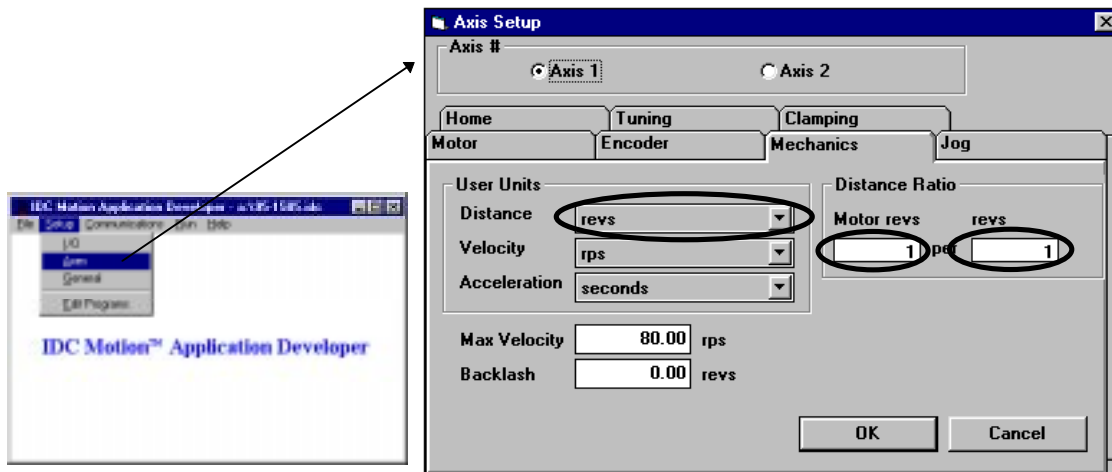 IDC Motion Application Developer -
File Setup Communications Run Help
I/O
Axes
General
Edit Programs
IDC Motion™ Application Developer
Axis Setup
Axis #
Axis 1 Axis 2
Home Tuning Clamping
Motor Encoder Mechanics Jog
User Units
Distance revs
Velocity rps
Acceleration seconds
Max Velocity 80.00 rps
Backlash 0.00 revs
Distance Ratio
Motor revs revs
1 per 1
OK Cancel